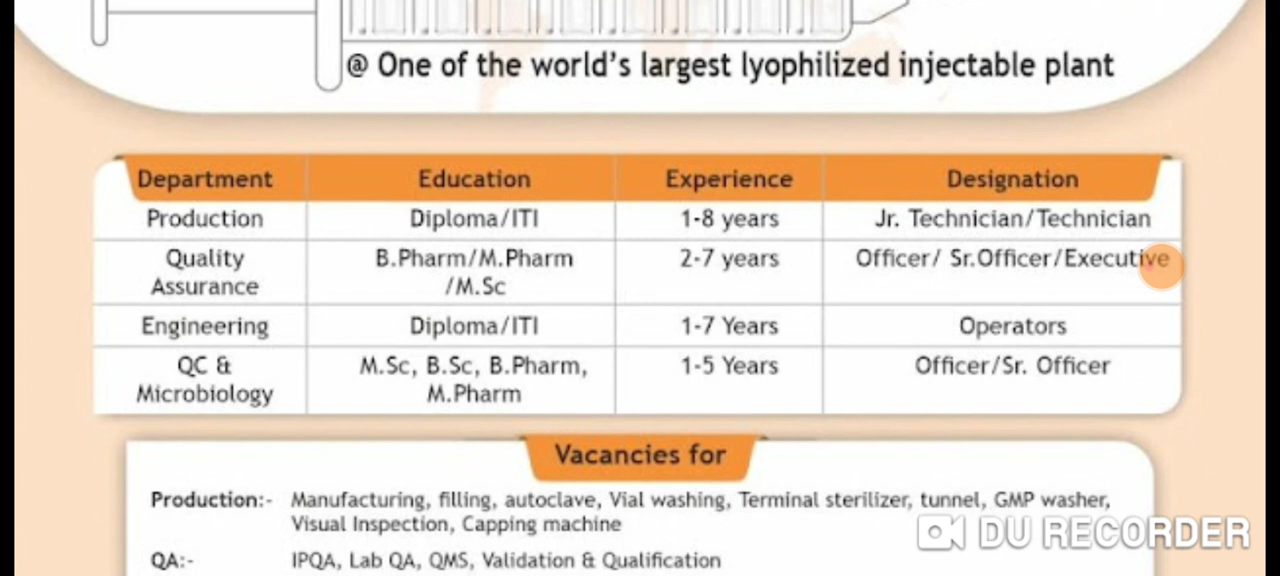 @ One of the world's largest lyophilized injectable plant
Department Education Experience Designation
Production Diploma/ITI 1-8 years Jr. Technician/Technician
Quality Assurance B.Pharm/M.Pharm /M.Sc 2-7 years Officer/ Sr.Officer/Executive
Engineering Diploma/ITI 1-7 Years Operators
QC & Microbiology M.Sc, B.Sc, B.Pharm, M.Pharm 1-5 Years Officer/Sr. Officer
Vacancies for
Production:- Manufacturing, filling, autoclave, Vial washing, Terminal sterilizer, tunnel, GMP washer,
Visual Inspection, Capping machine
QA:- IPQA, Lab QA, QMS, Validation & Qualification
DU RECORDER